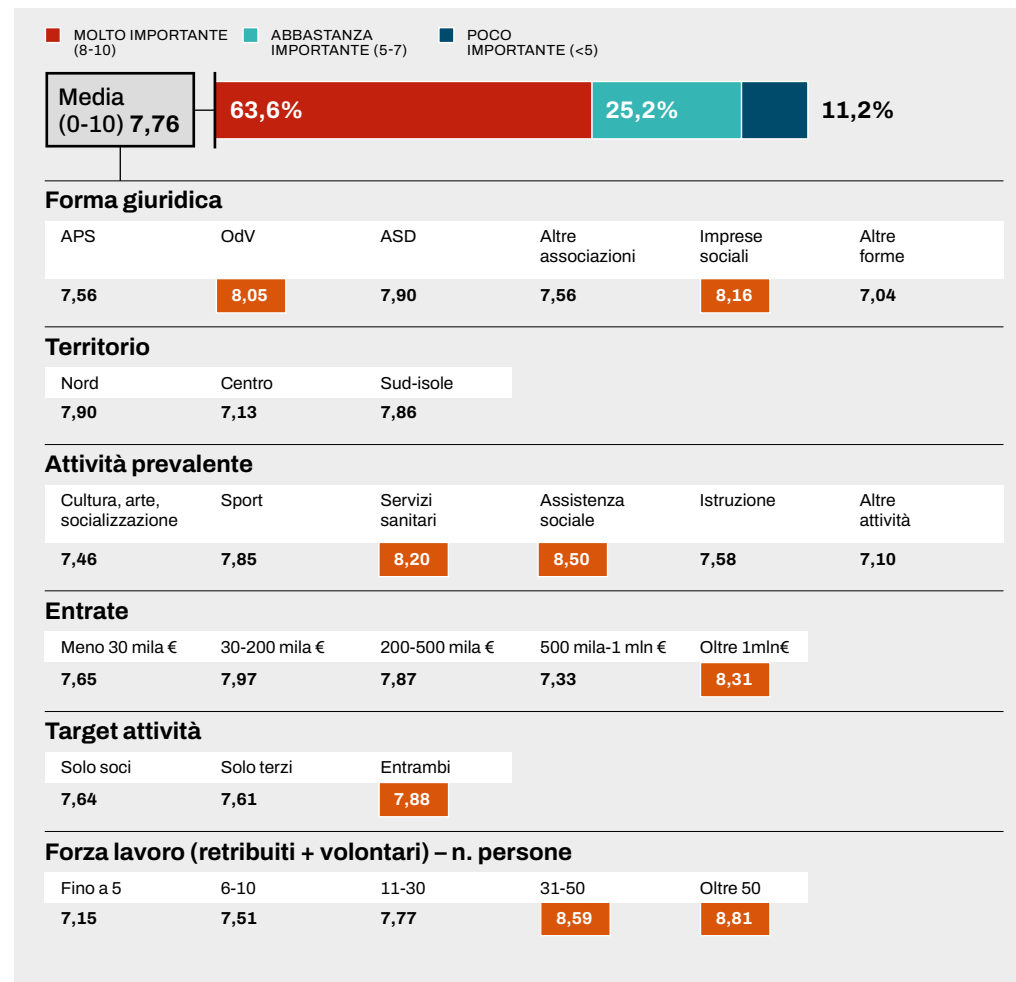 MOLTO IMPORTANTE
(8-10)
ABBASTANZA
IMPORTANTE (5-7)
POCO
IMPORTANTE (<5)
Media
(0-10) 7,76
63,6%
25,2%
11,2%
Forma giuridica
APS
OdV
ASD
Altre
associazioni
Imprese
sociali
Altre
forme
7,56
8,05
7,90
7,56
8,16
7,04
Territorio
Nord
Centro
Sud-isole
7,90
7,13
7,86
Attività prevalente
Cultura, arte,
socializzazione
Sport
Servizi
sanitari
Assistenza
sociale
Istruzione
Altre
attività
7,46
7,85
8,20
8,50
7,58
7,10
Entrate
Meno 30 mila €
30-200 mila €
200-500 mila €
500 mila-1 mln €
Oltre 1mln€
7,65
7,97
7,87
7,33
8,31
Target attività
Solo soci
Solo terzi
Entrambi
7,64
7,61
7,88
Forza lavoro (retribuiti + volontari) – n. persone
Fino a 5
6-10
11-30
31-50
Oltre 50
7,15
7,51
7,77
8,59
8,81